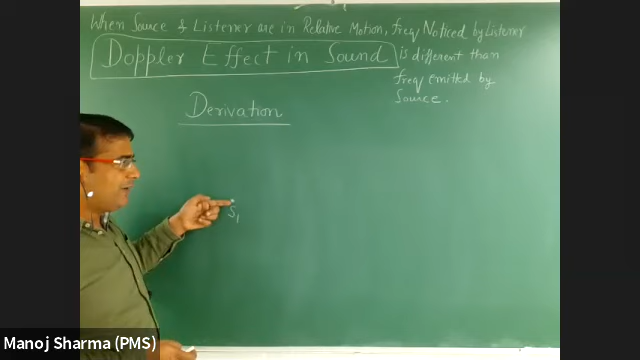 When Source & Listener are in Relative Motion, freq Noticed by Listener
Doppler Effect in Sound is different than
freq emitted by
Source.
Derivation
S1
Manoj Sharma (PMS)